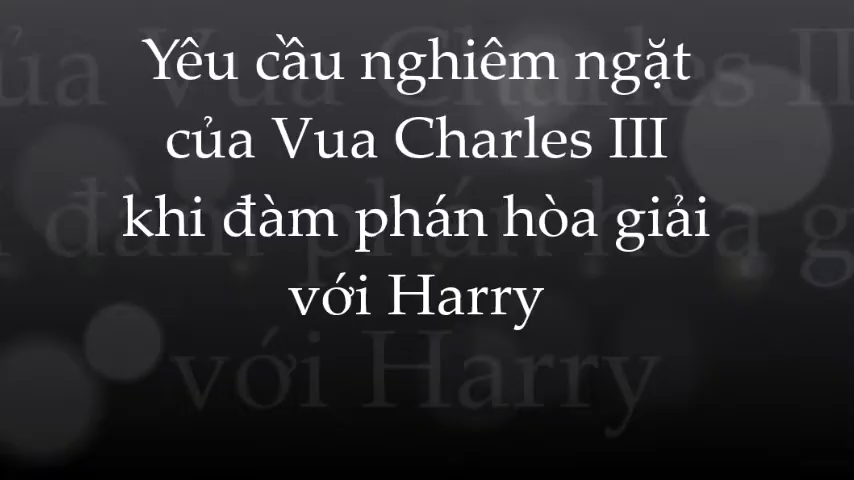 Yêu cầu nghiêm ngặt
của Vua Charles III
khi đàm phán hòa giải
với Harry